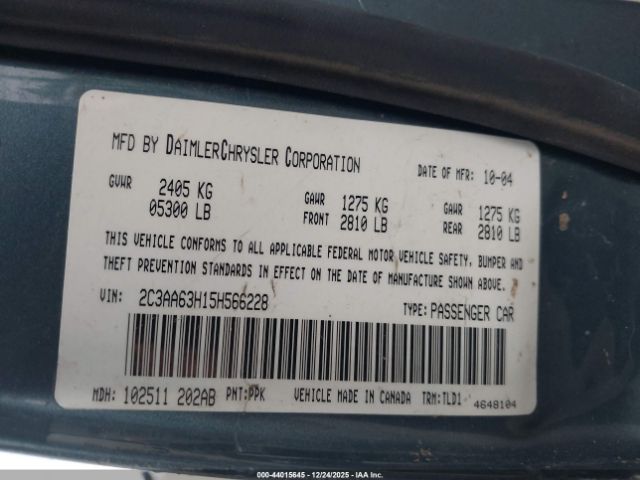 MFD BY DAIMLERCHRYSLER CORPORATION DATE OF MFR: 10-04
GVWR 2405 KG GAWR 1275 KG GAWR 1275 KG
05300 LB FRONT 2810 LB REAR 2810 LB
THIS VEHICLE CONFORMS TO ALL APPLICABLE FEDERAL MOTOR VEHICLE SAFETY, BUMPER AND
THEFT PREVENTION STANDARDS IN EFFECT ON THE DATE OF MANUFACTURE SHOWN ABOVE.
VIN: 2C3AA63H15H566228 TYPE: PASSENGER CAR
MDH: 102511 202AB PNT: PPK VEHICLE MADE IN CANADA TRM: TLD1 4648104
000-44015645 - 12/24/2025 - IAA Inc.